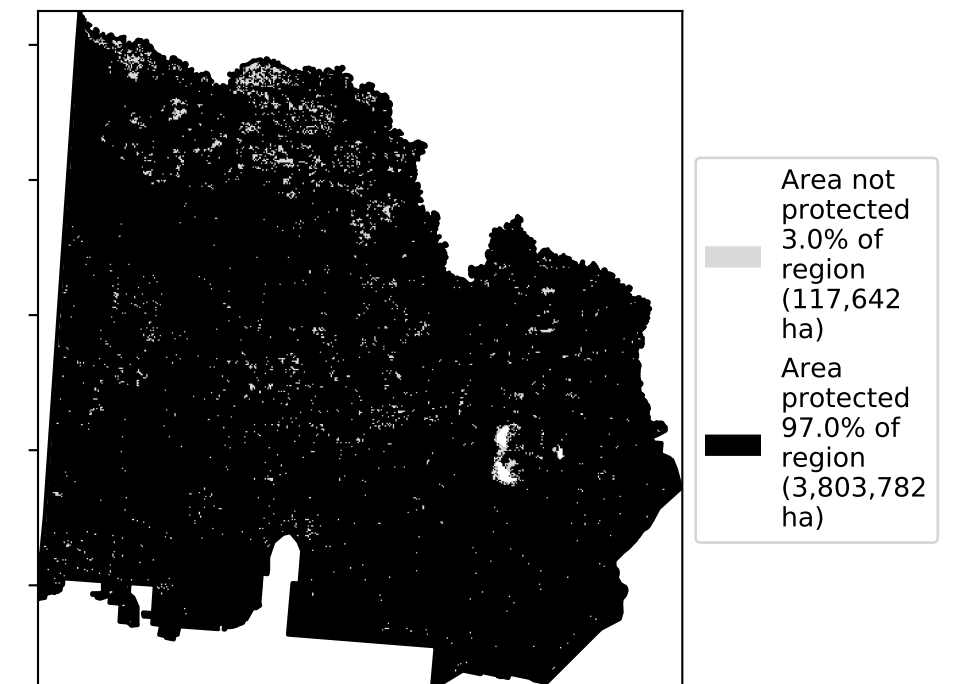 Area not
protected
3.0% of
region
(117,642
ha)
Area
protected
97.0% of
region
(3,803,782
ha)